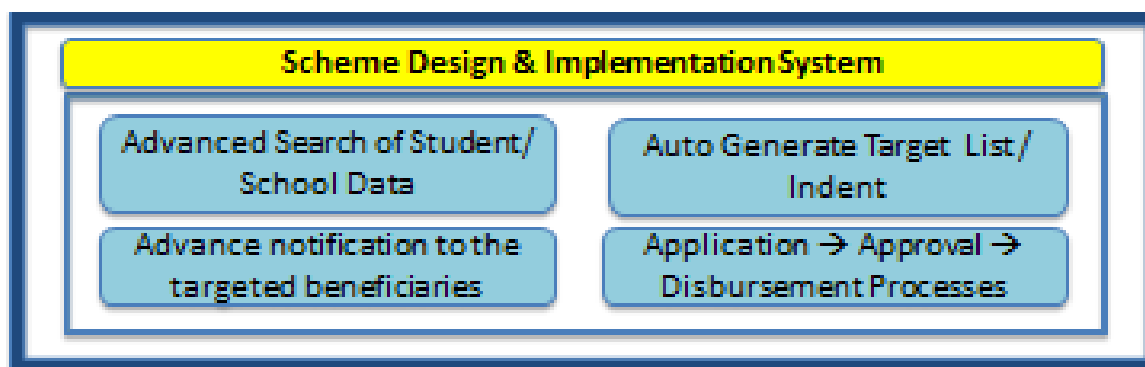 Scheme Design & Implementation System
Advanced Search of Student/
School Data
Auto Generate Target List/
Indent
Advance notification to the
targeted beneficiaries
Application → Approval →
Disbursement Processes